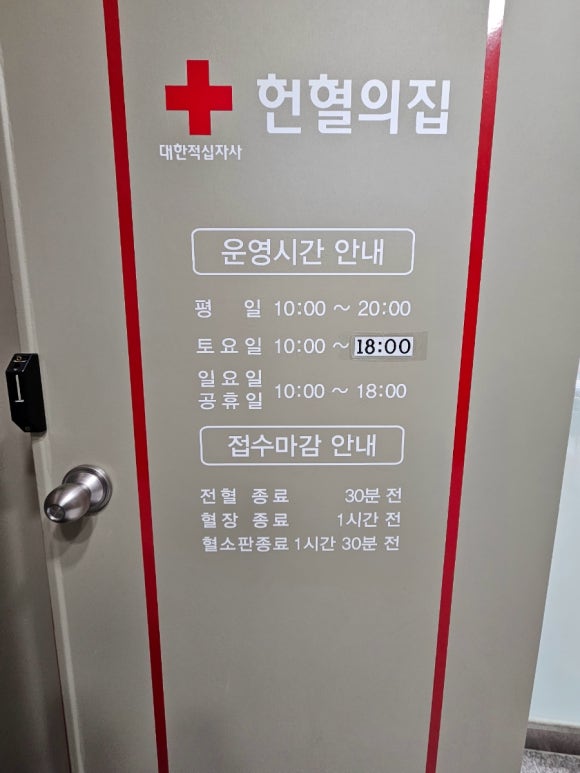 헌혈의집
대한적십자사
운영시간 안내
평 일 10:00 ~ 20:00
토요일 10:00 ~ 18:00
일요일
공휴일 10:00 ~ 18:00
접수마감 안내
전혈 종료 30분 전
혈장 종료 1시간 전
혈소판종료 1시간 30분 전